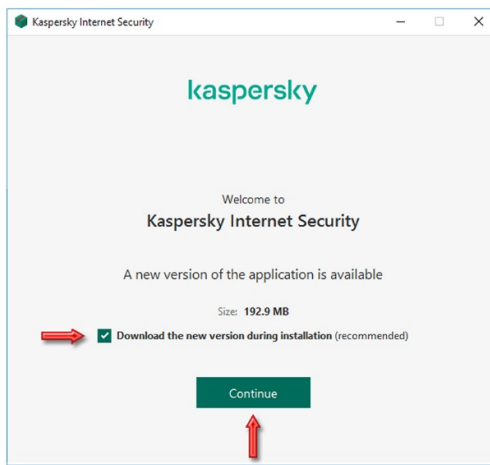 Kaspersky Internet Security
kaspersky
Welcome to
Kaspersky Internet Security
A new version of the application is available
Size: 192.9 MB
Download the new version during installation (recommended)
Continue